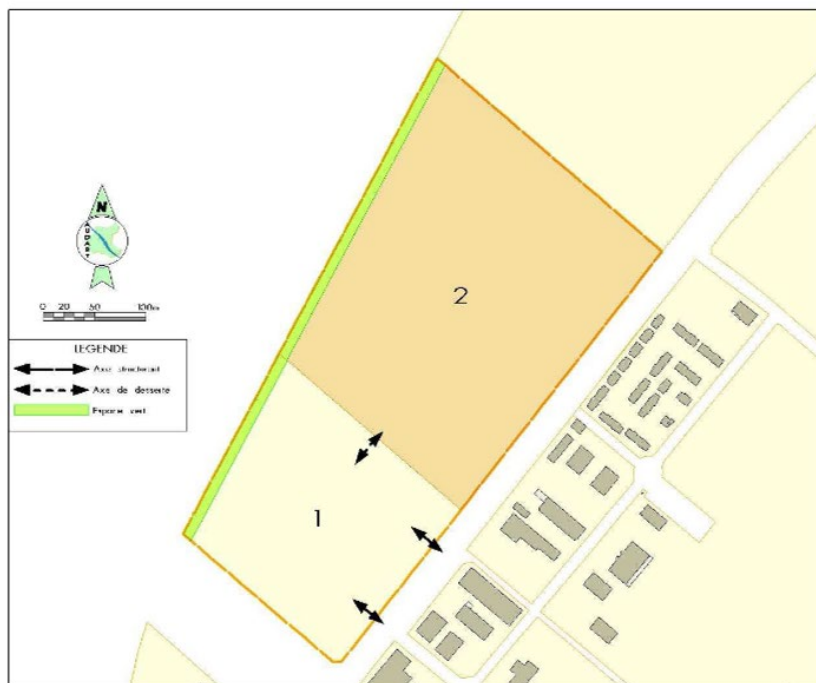 2
N
0 20 50 100m
LEGENDE
Axe structurant
Axe de desserte
Espace vert
1